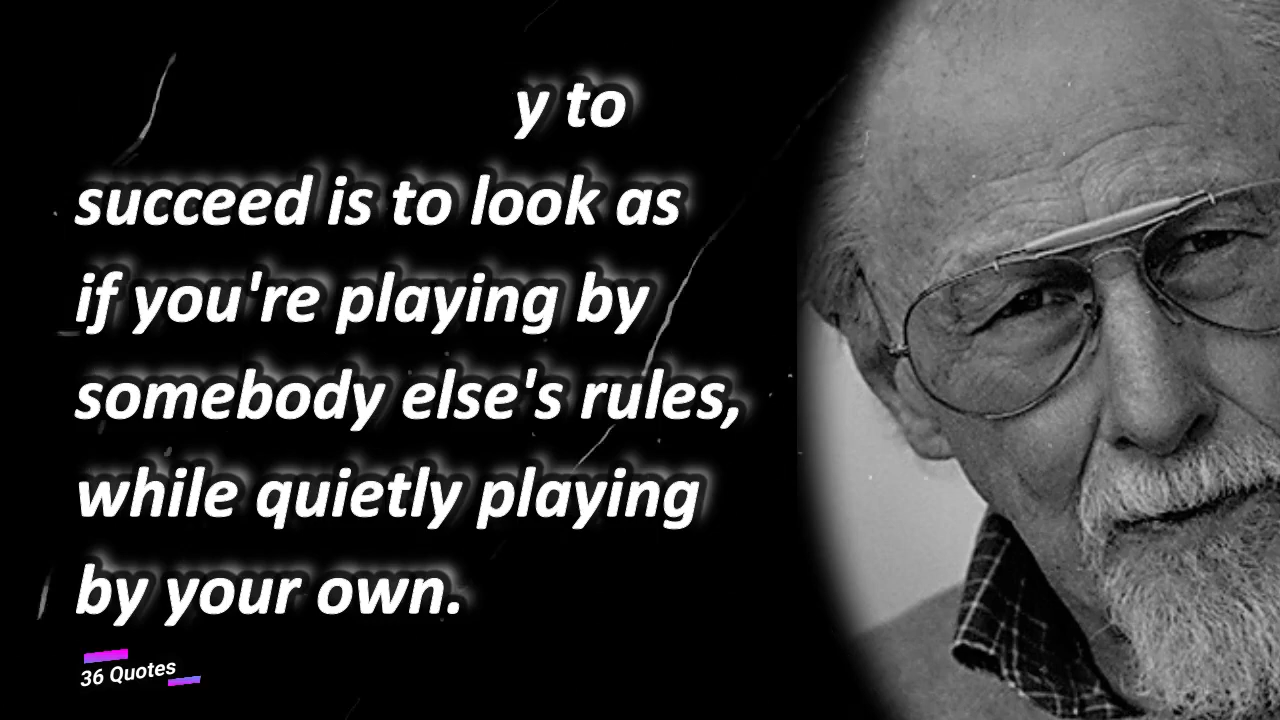 y to
succeed is to look as
if you're playing by
somebody else's rules,
while quietly playing
by your own.
36 Quotes